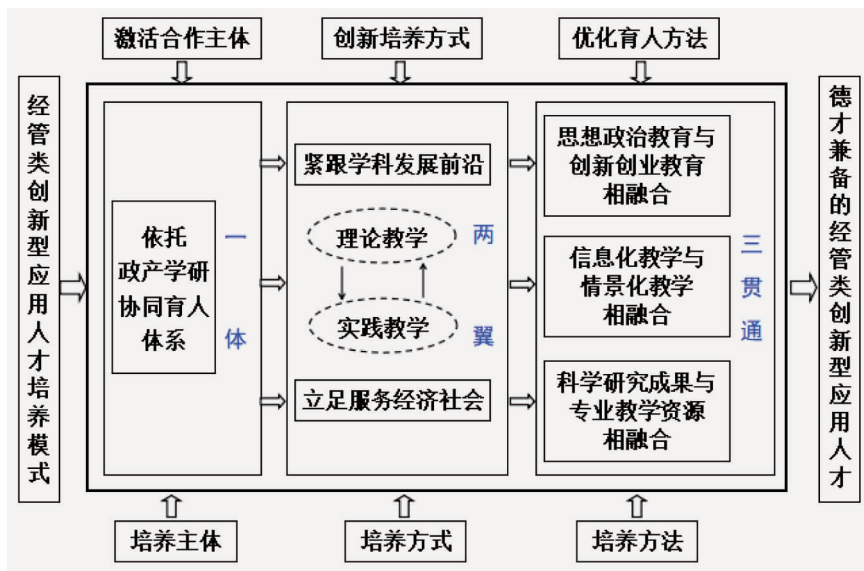 激活合作主体
创新培养方式
优化育人方法
经管类创新型应用人才培养模式
依托
政产学研
协同育人
体系
一
体
紧跟学科发展前沿
理论教学
两
实践教学
翼
立足服务经济社会
思想政治教育与
创新创业教育
相融合
信息化教学与
情景化教学
相融合
科学研究成果与
专业教学资源
相融合
三
贯
通
德才兼备的经管类创新型应用人才
培养主体
培养方式
培养方法